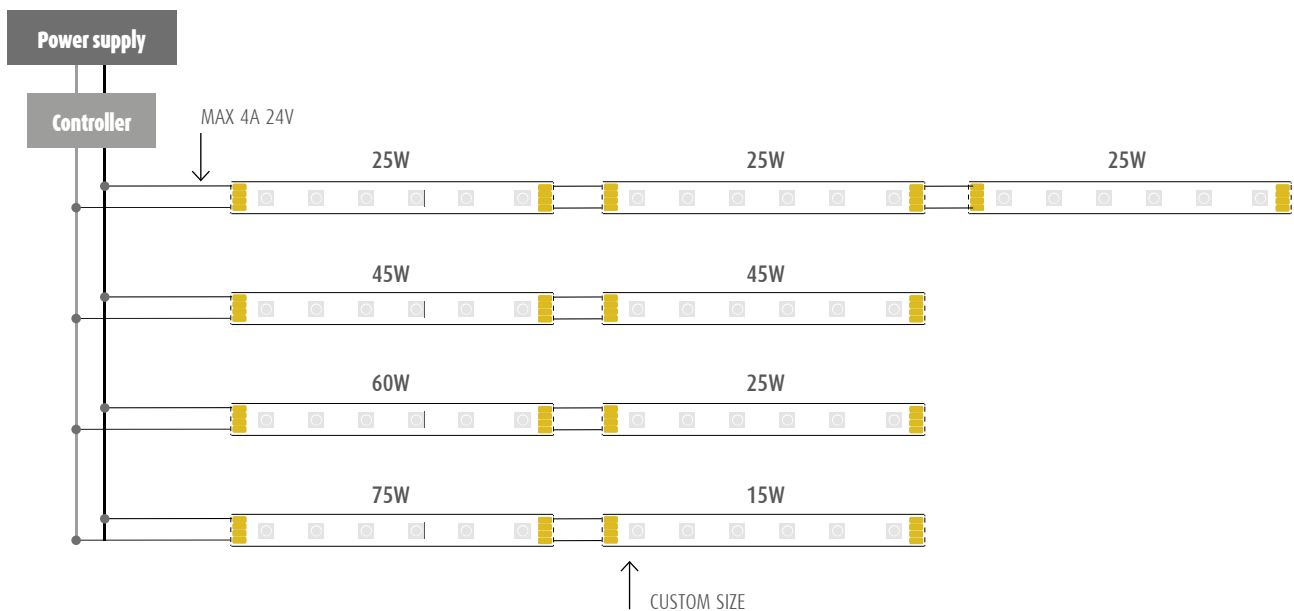 Power supply
Controller
MAX 4A 24V
25W 25W 25W
45W 45W
60W 25W
75W 15W
CUSTOM SIZE